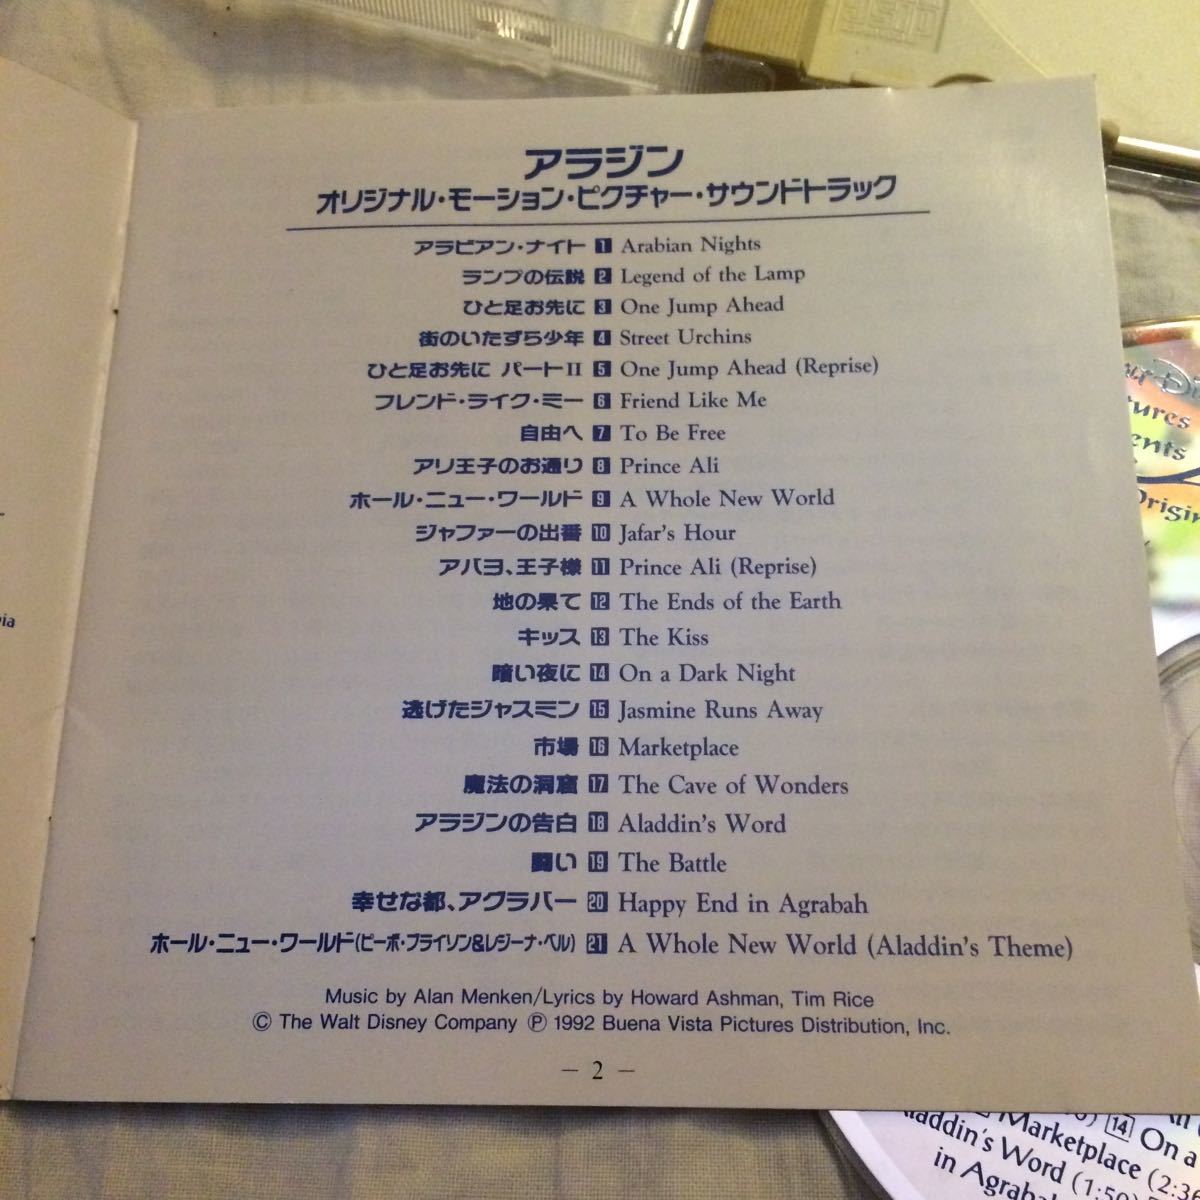 アラジン
オリジナル・モーション・ピクチャー・サウンドトラック
アラビアン・ナイト 1 Arabian Nights
ランプの伝説 2 Legend of the Lamp
ひと足お先に 3 One Jump Ahead
街のいたずら少年 4 Street Urchins
ひと足お先に パートII 5 One Jump Ahead (Reprise)
フレンド・ライク・ミー 6 Friend Like Me
自由へ 7 To Be Free
アリ王子のお通り 8 Prince Ali
ホール・ニュー・ワールド 9 A Whole New World
ジャファーの出番 10 Jafar's Hour
アバヨ、王子様 11 Prince Ali (Reprise)
地の果て 12 The Ends of the Earth
キッス 13 The Kiss
暗い夜に 14 On a Dark Night
逃げたジャスミン 15 Jasmine Runs Away
市場 16 Marketplace
魔法の洞窟 17 The Cave of Wonders
アラジンの告白 18 Aladdin's Word
闘い 19 The Battle
幸せな都、アグラバー 20 Happy End in Agrabah
ホール・ニュー・ワールド(ピーボ・ブライソン&レジーナ・ベル) 21 A Whole New World (Aladdin's Theme)
Music by Alan Menken/Lyrics by Howard Ashman, Tim Rice
© The Walt Disney Company Ⓟ 1992 Buena Vista Pictures Distribution, Inc.
— 2 —
14 On a
Marketplace (2:3
laddin's Word (1:50)
in Agrabah